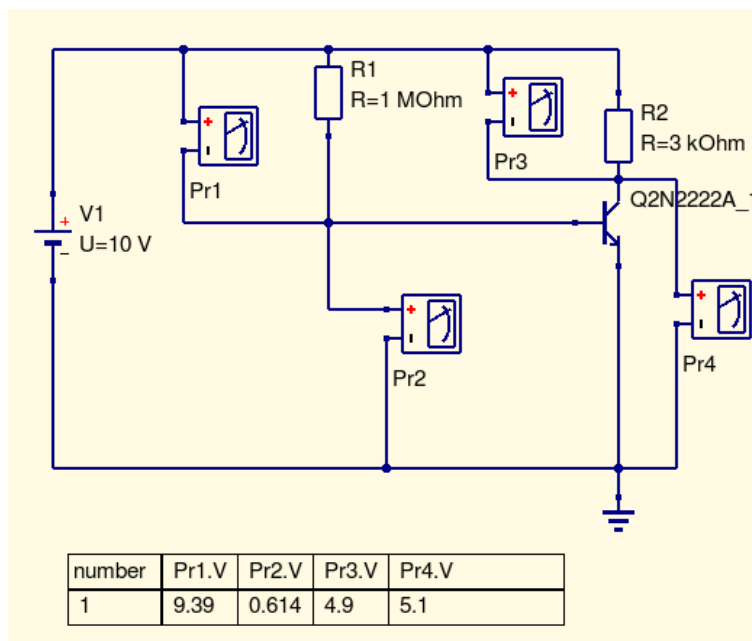 R1
R=1 MOhm
R2
R=3 kOhm
Pr3
Pr1
Q2N2222A_1
V1
U=10 V
Pr4
Pr2
number Pr1.V Pr2.V Pr3.V Pr4.V
1 9.39 0.614 4.9 5.1